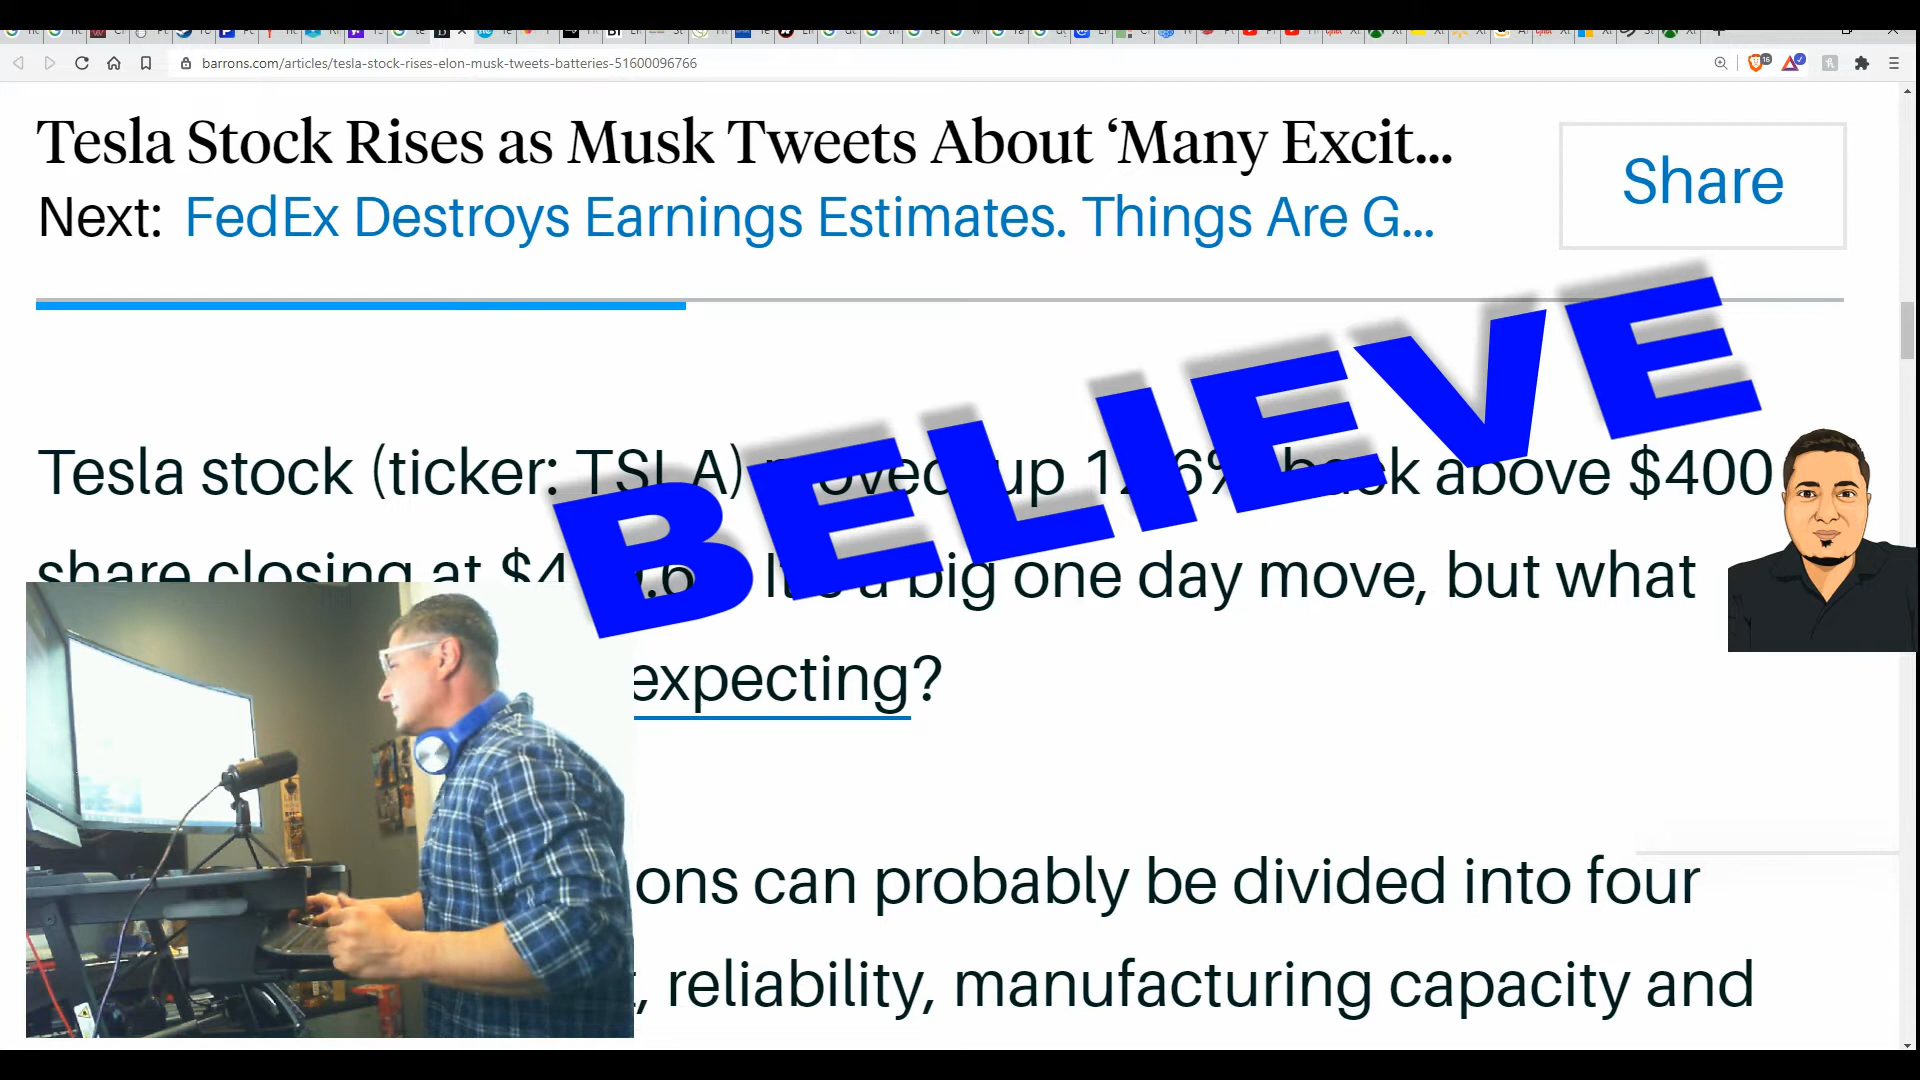 barrons.com/articles/tesla-stock-rises-elon-musk-tweets-batteries-51600096766
Tesla Stock Rises as Musk Tweets About ‘Many Excit...
Share
Next: FedEx Destroys Earnings Estimates. Things Are G...
BELIEVE
Tesla stock (ticker: TSLA) up back above $400
share closing at big one day move, but what
expecting?
can probably be divided into four
, reliability, manufacturing capacity and